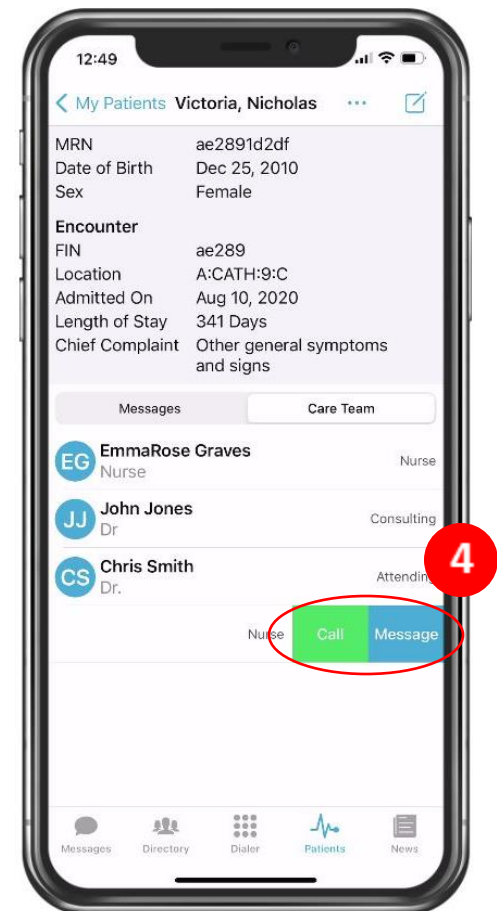 12:49
My Patients Victoria, Nicholas ...
MRN ae2891d2df
Date of Birth Dec 25, 2010
Sex Female
Encounter
FIN ae289
Location A:CATH:9:C
Admitted On Aug 10, 2020
Length of Stay 341 Days
Chief Complaint Other general symptoms
and signs
Messages Care Team
EG EmmaRose Graves
Nurse Nurse
JJ John Jones
Dr Consulting
4
CS Chris Smith
Dr. Attending
Nurse Call Message
Messages Directory Dialer Patients News